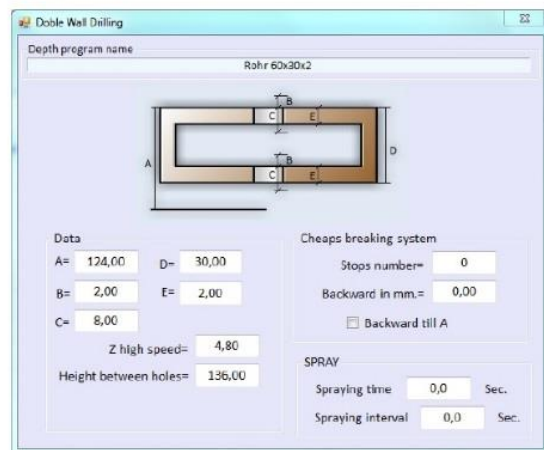 Doble Wall Drilling
Depth program name
Rohr 60x30x2
B
C E
A B D
C E
Data
A= 124,00 D= 30,00
B= 2,00 E= 2,00
C= 8,00
Z high speed= 4,80
Height between holes= 136,00
Cheaps breaking system
Stops number= 0
Backward in mm.= 0,00
Backward till A
SPRAY
Spraying time 0,0 Sec.
Spraying interval 0,0 Sec.